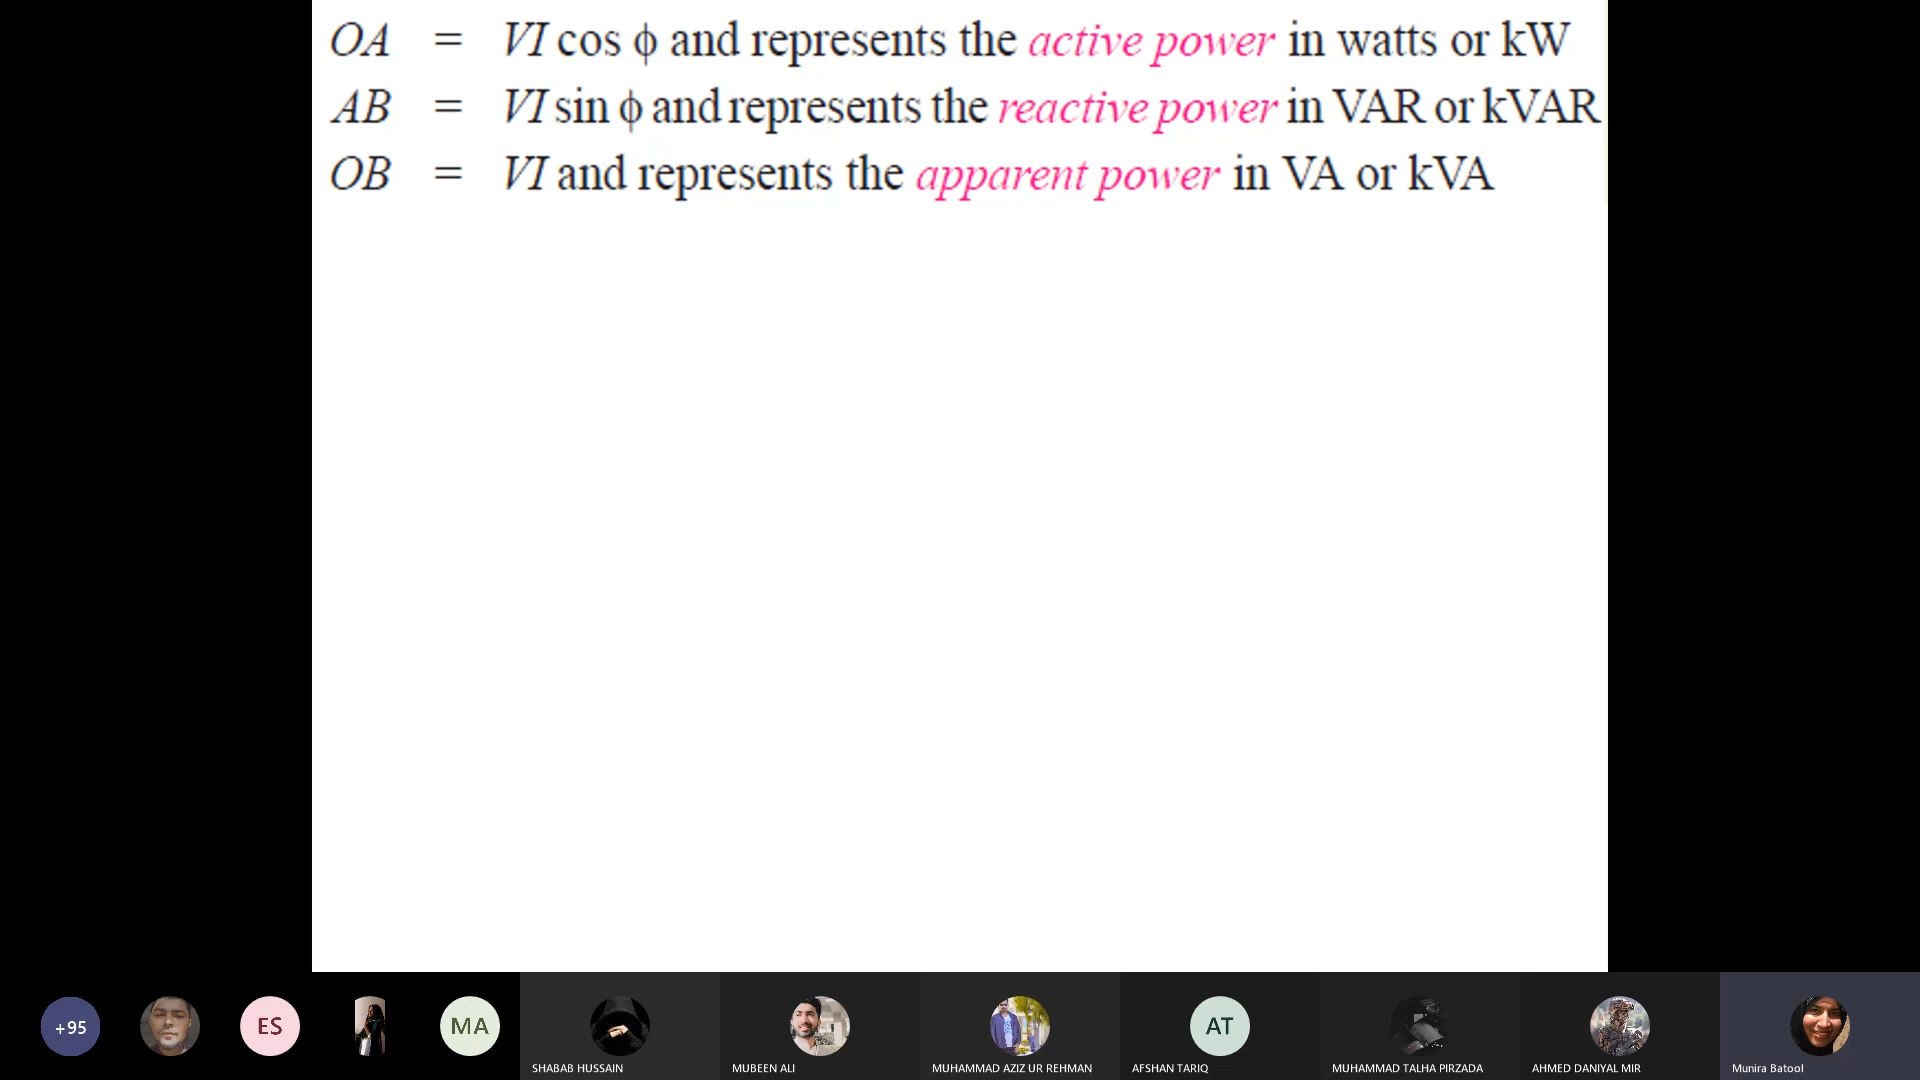 OA = VI cos ϕ and represents the active power in watts or kW
AB = VI sin ϕ and represents the reactive power in VAR or kVAR
OB = VI and represents the apparent power in VA or kVA
+95
ES
MA
AT
SHABAB HUSSAIN
MUBEEN ALI
MUHAMMAD AZIZ UR REHMAN
AFSHAN TARIQ
MUHAMMAD TALHA PIRZADA
AHMED DANIYAL MIR
Munira Batool